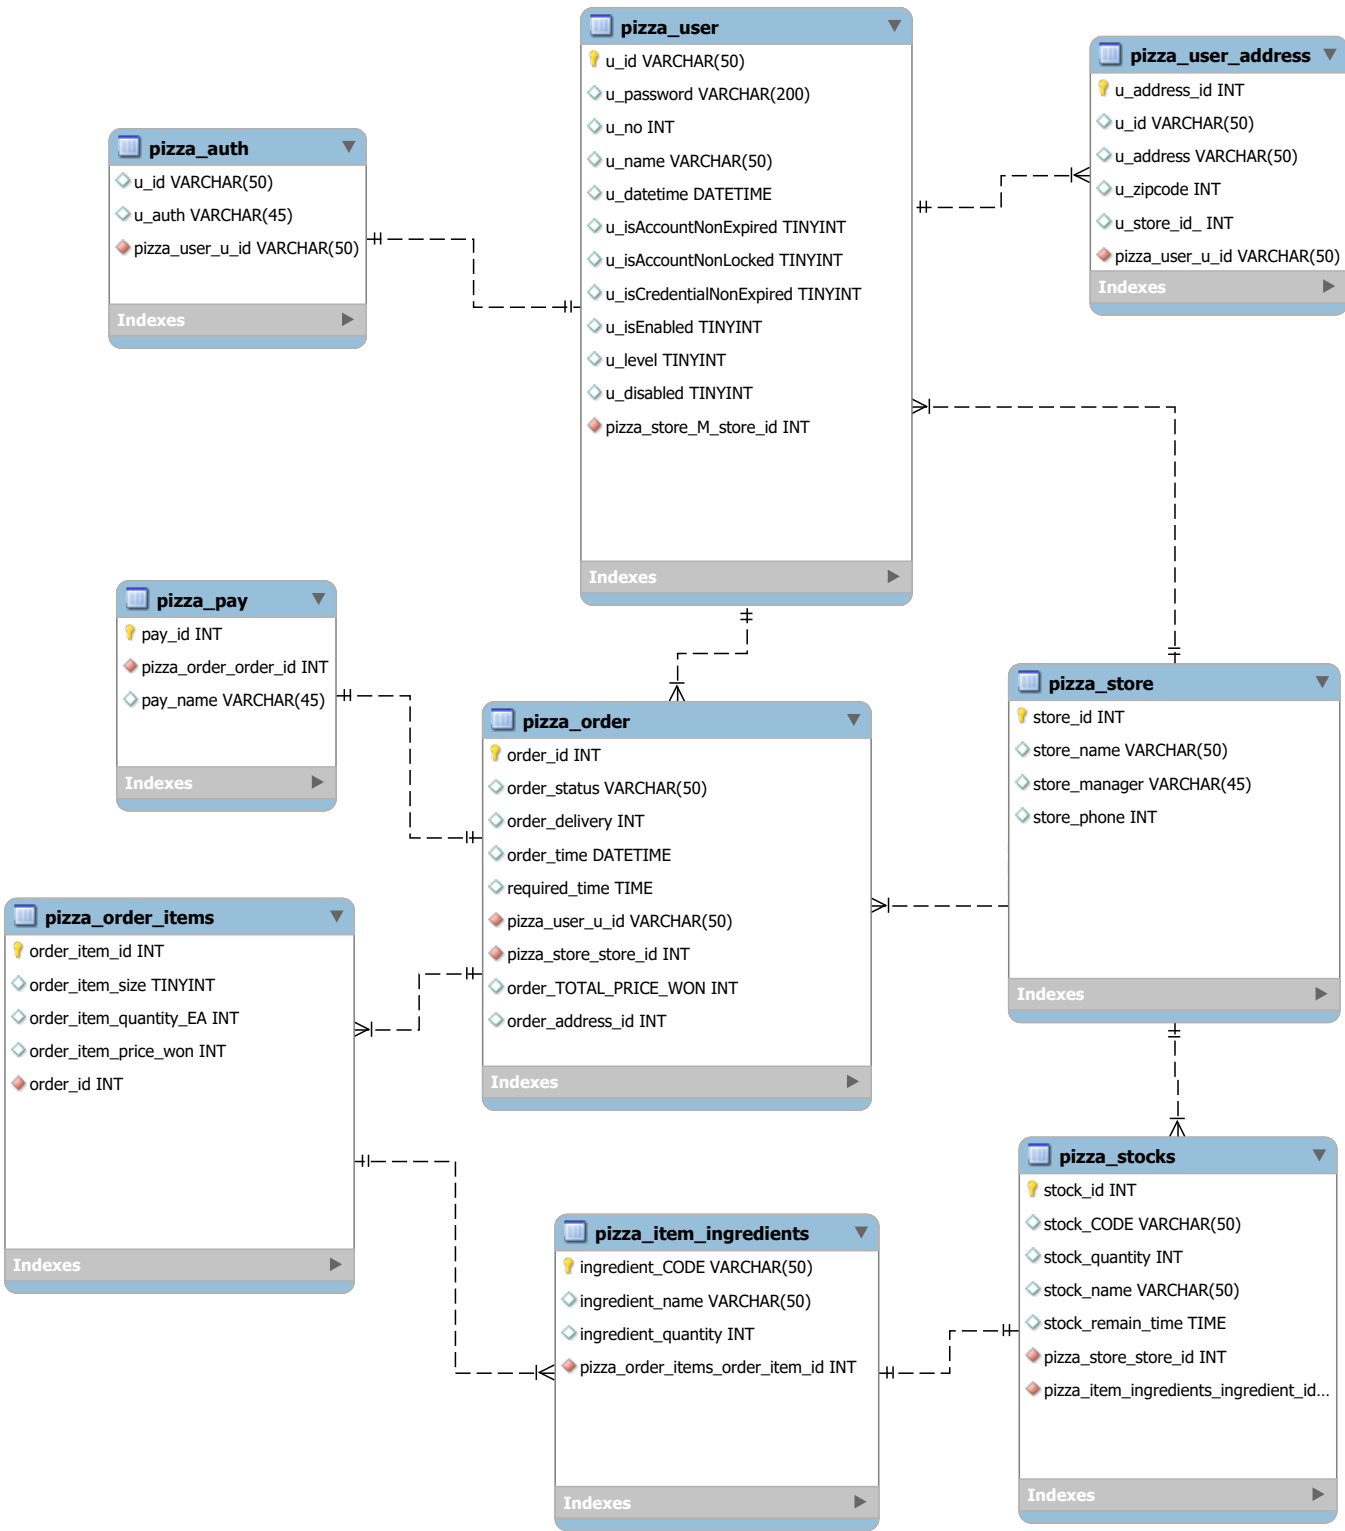 pizza_user
u_id VARCHAR(50)
u_password VARCHAR(200)
u_no INT
u_name VARCHAR(50)
u_datetime DATETIME
u_isAccountNonExpired TINYINT
u_isAccountNonLocked TINYINT
u_isCredentialNonExpired TINYINT
u_isEnabled TINYINT
u_level TINYINT
u_disabled TINYINT
pizza_store_M_store_id INT
Indexes
pizza_user_address
u_address_id INT
u_id VARCHAR(50)
u_address VARCHAR(50)
u_zipcode INT
u_store_id_ INT
pizza_user_u_id VARCHAR(50)
Indexes
pizza_auth
u_id VARCHAR(50)
u_auth VARCHAR(45)
pizza_user_u_id VARCHAR(50)
Indexes
pizza_pay
pay_id INT
pizza_order_order_id INT
pay_name VARCHAR(45)
Indexes
pizza_order
order_id INT
order_status VARCHAR(50)
order_delivery INT
order_time DATETIME
required_time TIME
pizza_user_u_id VARCHAR(50)
pizza_store_store_id INT
order_TOTAL_PRICE_WON INT
order_address_id INT
Indexes
pizza_store
store_id INT
store_name VARCHAR(50)
store_manager VARCHAR(45)
store_phone INT
Indexes
pizza_order_items
order_item_id INT
order_item_size TINYINT
order_item_quantity_EA INT
order_item_price_won INT
order_id INT
Indexes
pizza_item_ingredients
ingredient_CODE VARCHAR(50)
ingredient_name VARCHAR(50)
ingredient_quantity INT
pizza_order_items_order_item_id INT
Indexes
pizza_stocks
stock_id INT
stock_CODE VARCHAR(50)
stock_quantity INT
stock_name VARCHAR(50)
stock_remain_time TIME
pizza_store_store_id INT
pizza_item_ingredients_ingredient_id...
Indexes